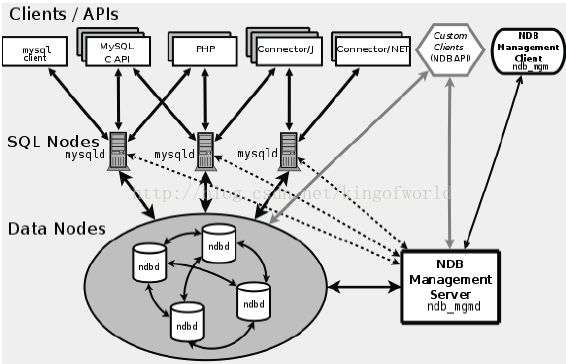 Clients / APIs
mysql
client
MySQL
C API
PHP
Connector/J
Connector/NET
Custom
Clients
(NDBAPI)
NDB
Management
Client
ndb_mgm
SQL Nodes
mysqld
mysqld
mysqld
http://blog.csdn.net/kingofworld
Data Nodes
ndbd
ndbd
ndbd
ndbd
NDB
Management
Server
ndb_mgmd